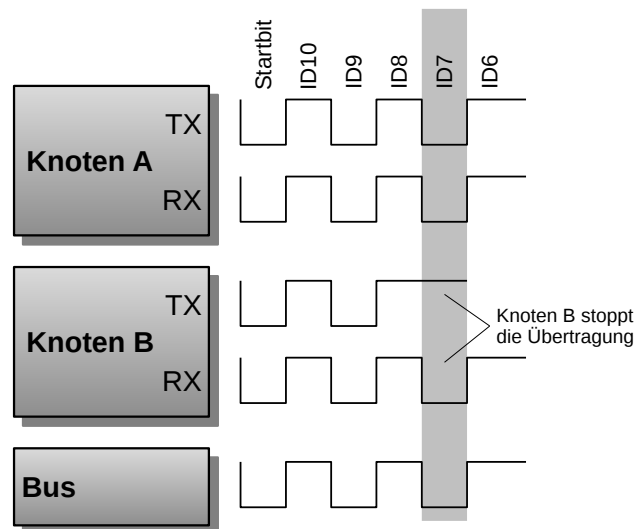 Startbit
ID10
ID9
ID8
ID7
ID6
TX
Knoten A
RX
TX
Knoten B
RX
Knoten B stoppt
die Übertragung
Bus